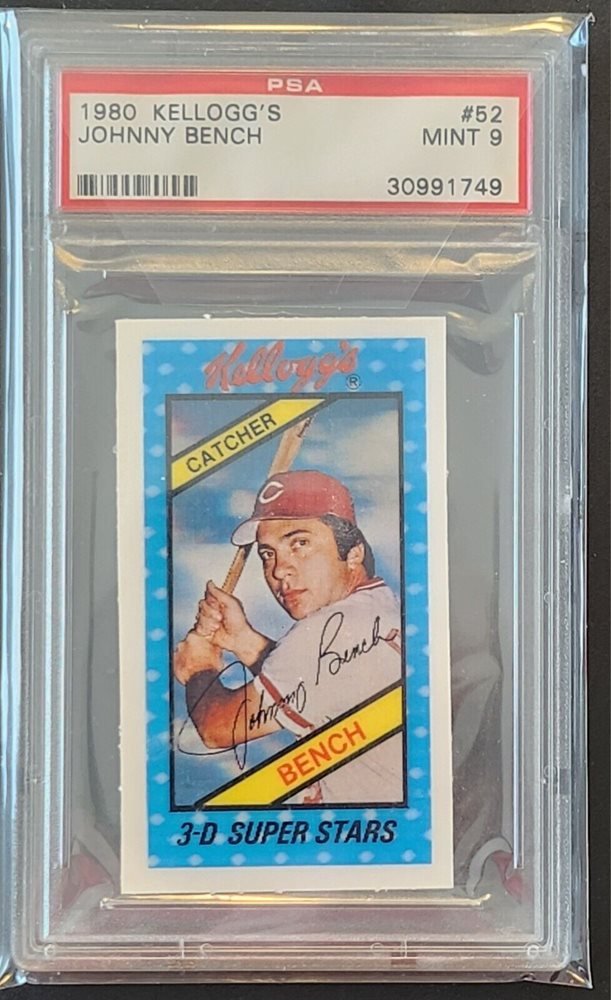 PSA
1980 KELLOGG'S #52
JOHNNY BENCH MINT 9
30991749
Kellogg's®
CATCHER
C
Johnny Bench
BENCH
3-D SUPER STARS